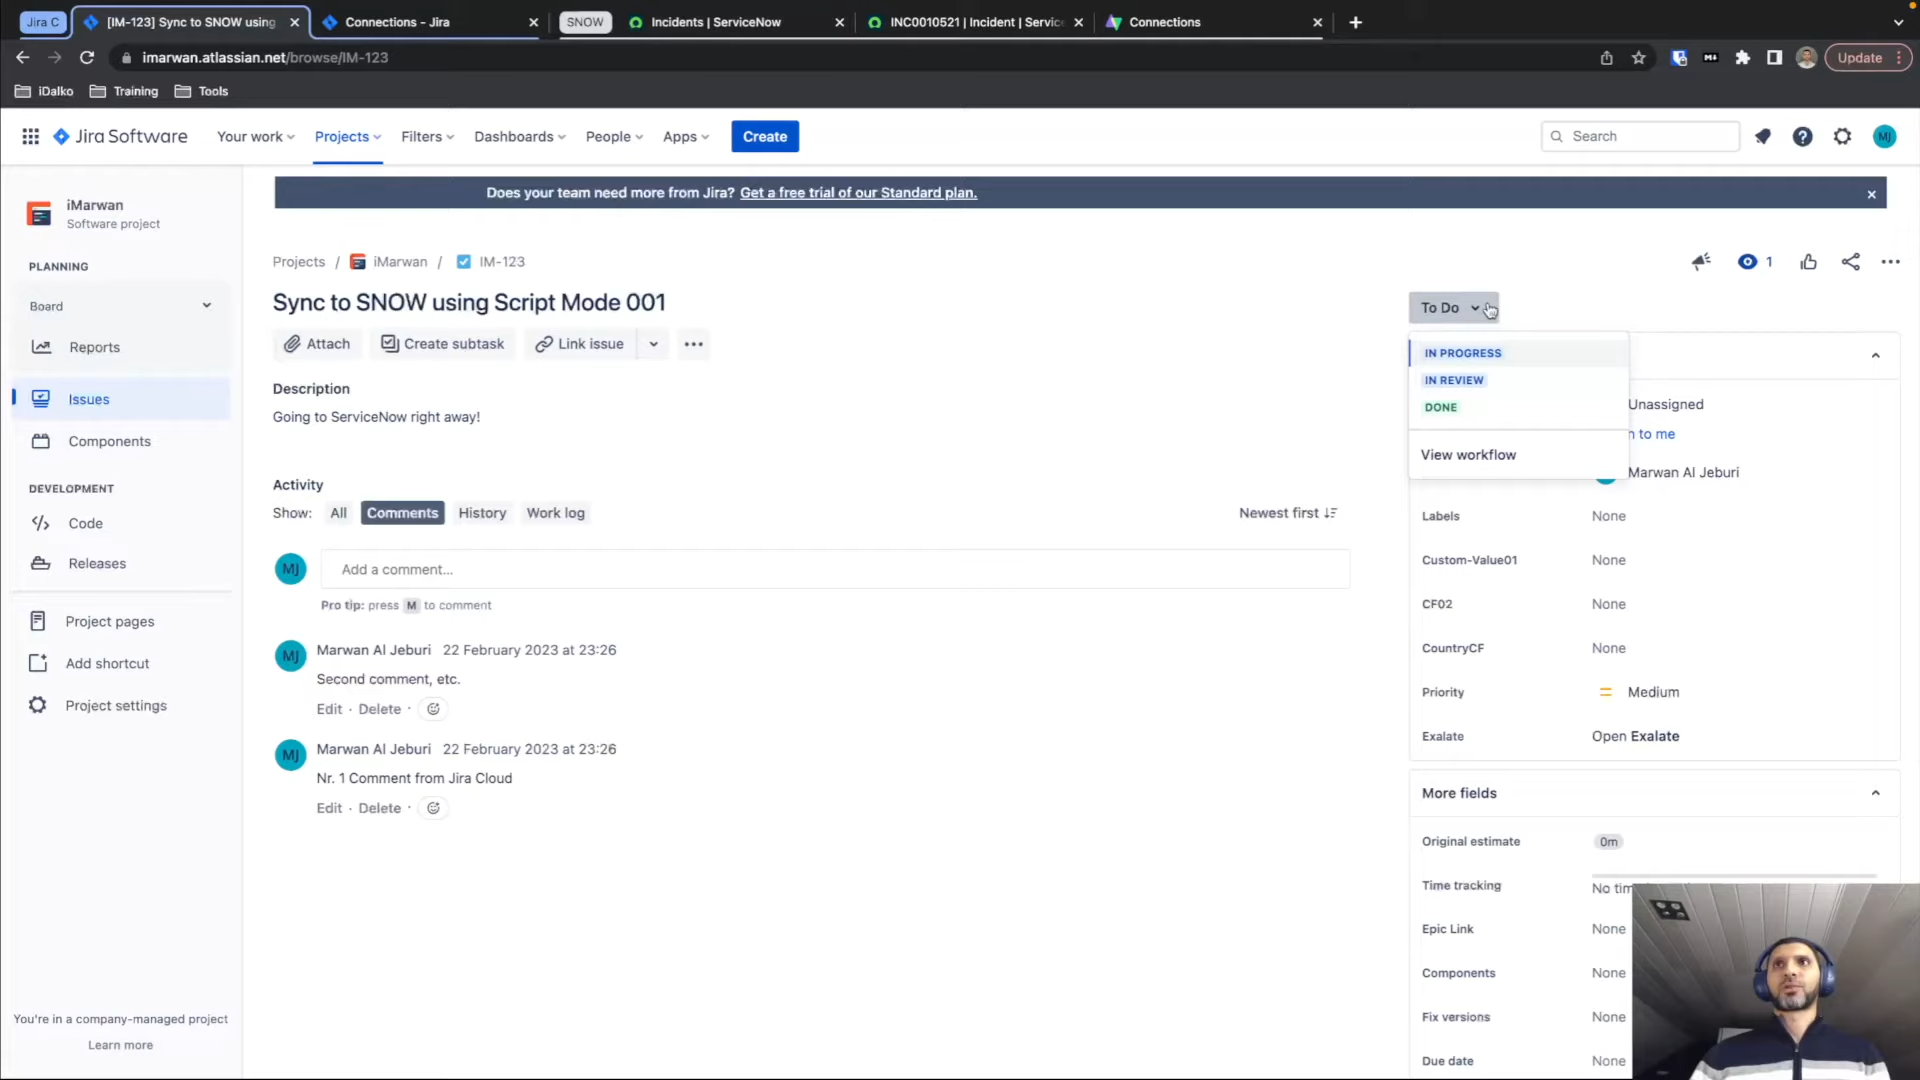 Jira C
[IM-123] Sync to SNOW using
Connections - Jira
SNOW
Incidents | ServiceNow
INC0010521 | Incident | Service
Connections
imarwan.atlassian.net/browse/IM-123
Update
iDalko
Training
Tools
Jira Software
Your work
Projects
Filters
Dashboards
People
Apps
Create
Search
MJ
Does your team need more from Jira? Get a free trial of our Standard plan.
iMarwan
Software project
PLANNING
Board
Reports
Issues
Components
DEVELOPMENT
Code
Releases
Project pages
Add shortcut
Project settings
You're in a company-managed project
Learn more
Projects / iMarwan / IM-123
1
Sync to SNOW using Script Mode 001
Attach
Create subtask
Link issue
Description
Going to ServiceNow right away!
Activity
Show: All Comments History Work log
Newest first
MJ
Add a comment...
Pro tip: press M to comment
MJ
Marwan Al Jeburi 22 February 2023 at 23:26
Second comment, etc.
Edit · Delete ·
MJ
Marwan Al Jeburi 22 February 2023 at 23:26
Nr. 1 Comment from Jira Cloud
Edit · Delete ·
To Do
IN PROGRESS
IN REVIEW
DONE
View workflow
Unassigned
n to me
Marwan Al Jeburi
Labels None
Custom-Value01 None
CF02 None
CountryCF None
Priority Medium
Exalate Open Exalate
More fields
Original estimate 0m
Time tracking No tim
Epic Link None
Components None
Fix versions None
Due date None